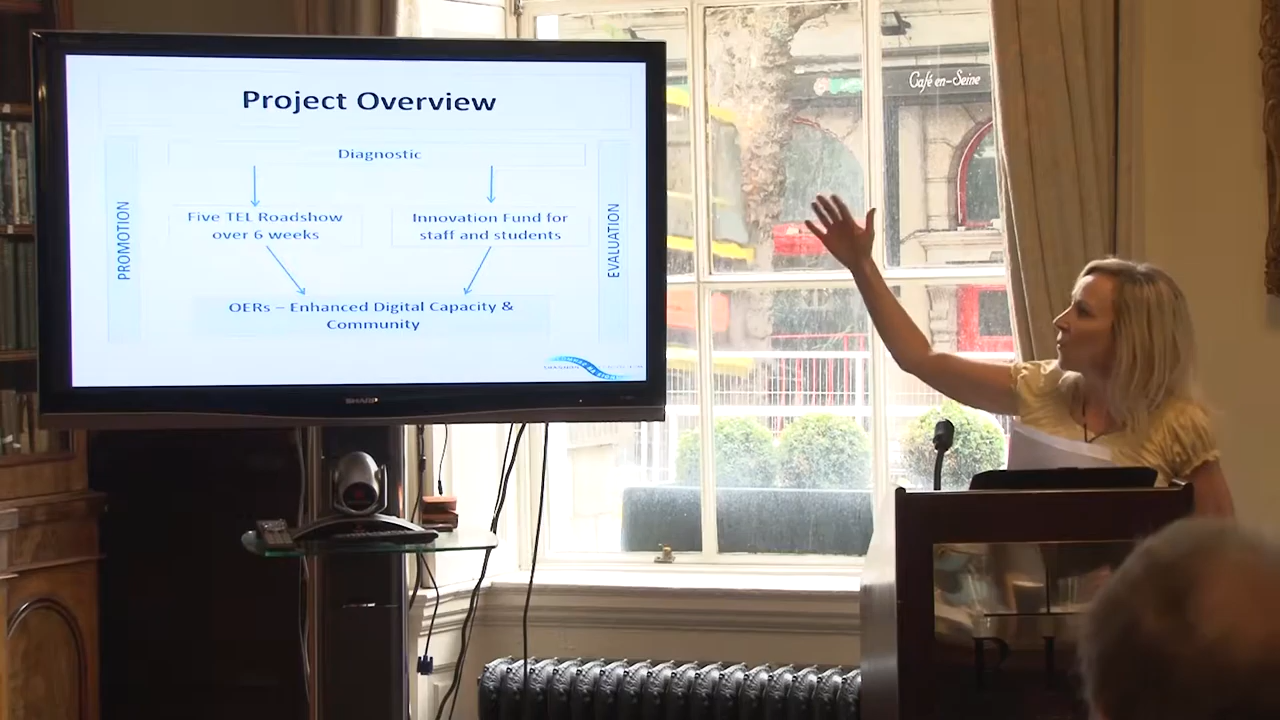 Project Overview
Diagnostic
PROMOTION
Five TEL Roadshow
over 6 weeks
Innovation Fund for
staff and students
EVALUATION
OERs – Enhanced Digital Capacity &
Community
SHARP
Café en-Seine